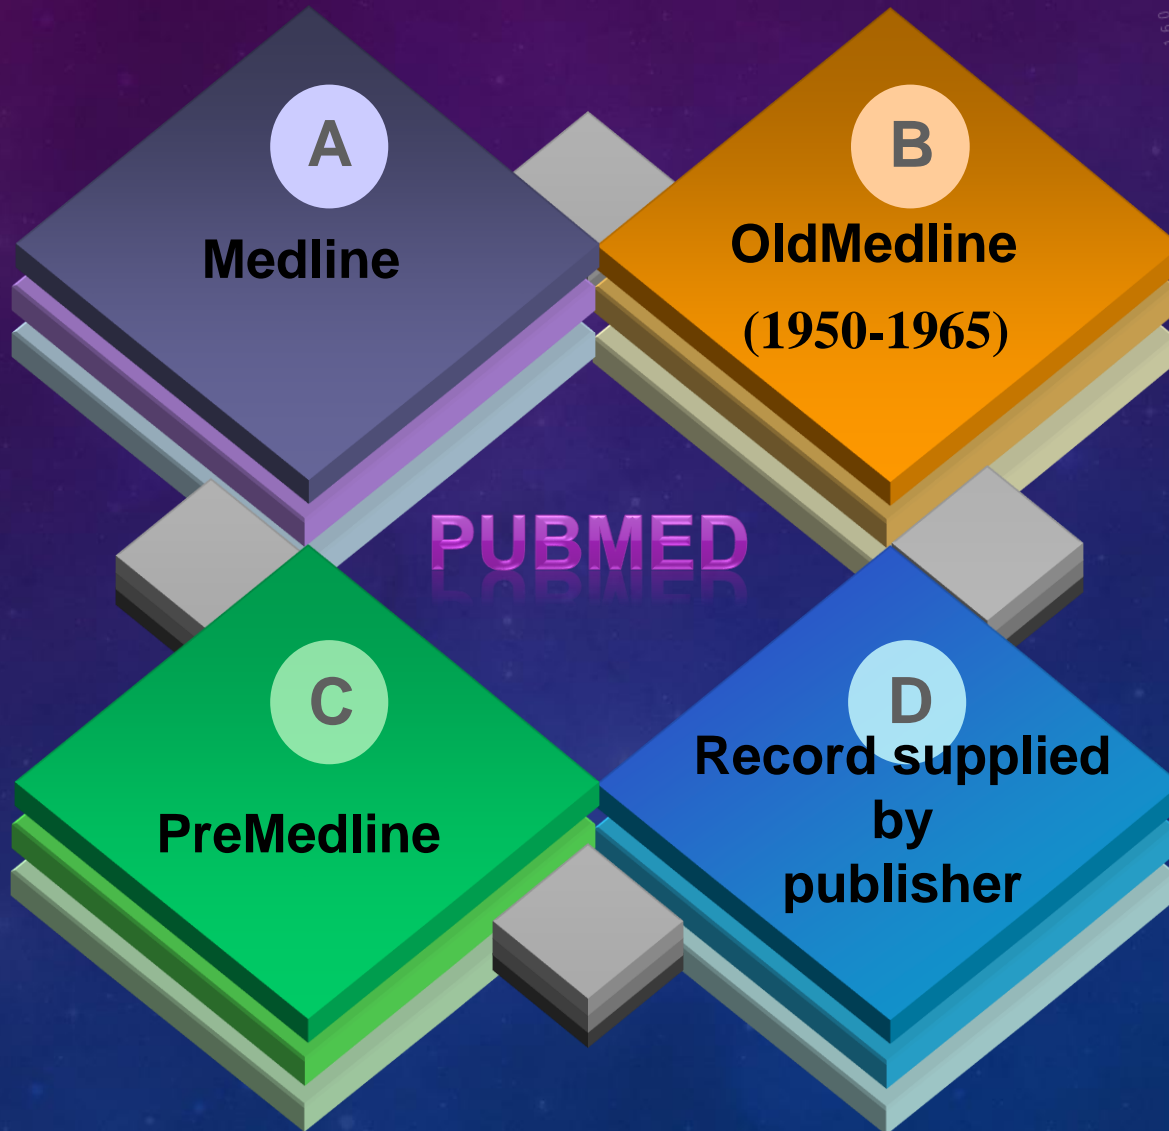 A
Medline
B
OldMedline
(1950-1965)
PUBMED
C
PreMedline
D
Record supplied
by
publisher